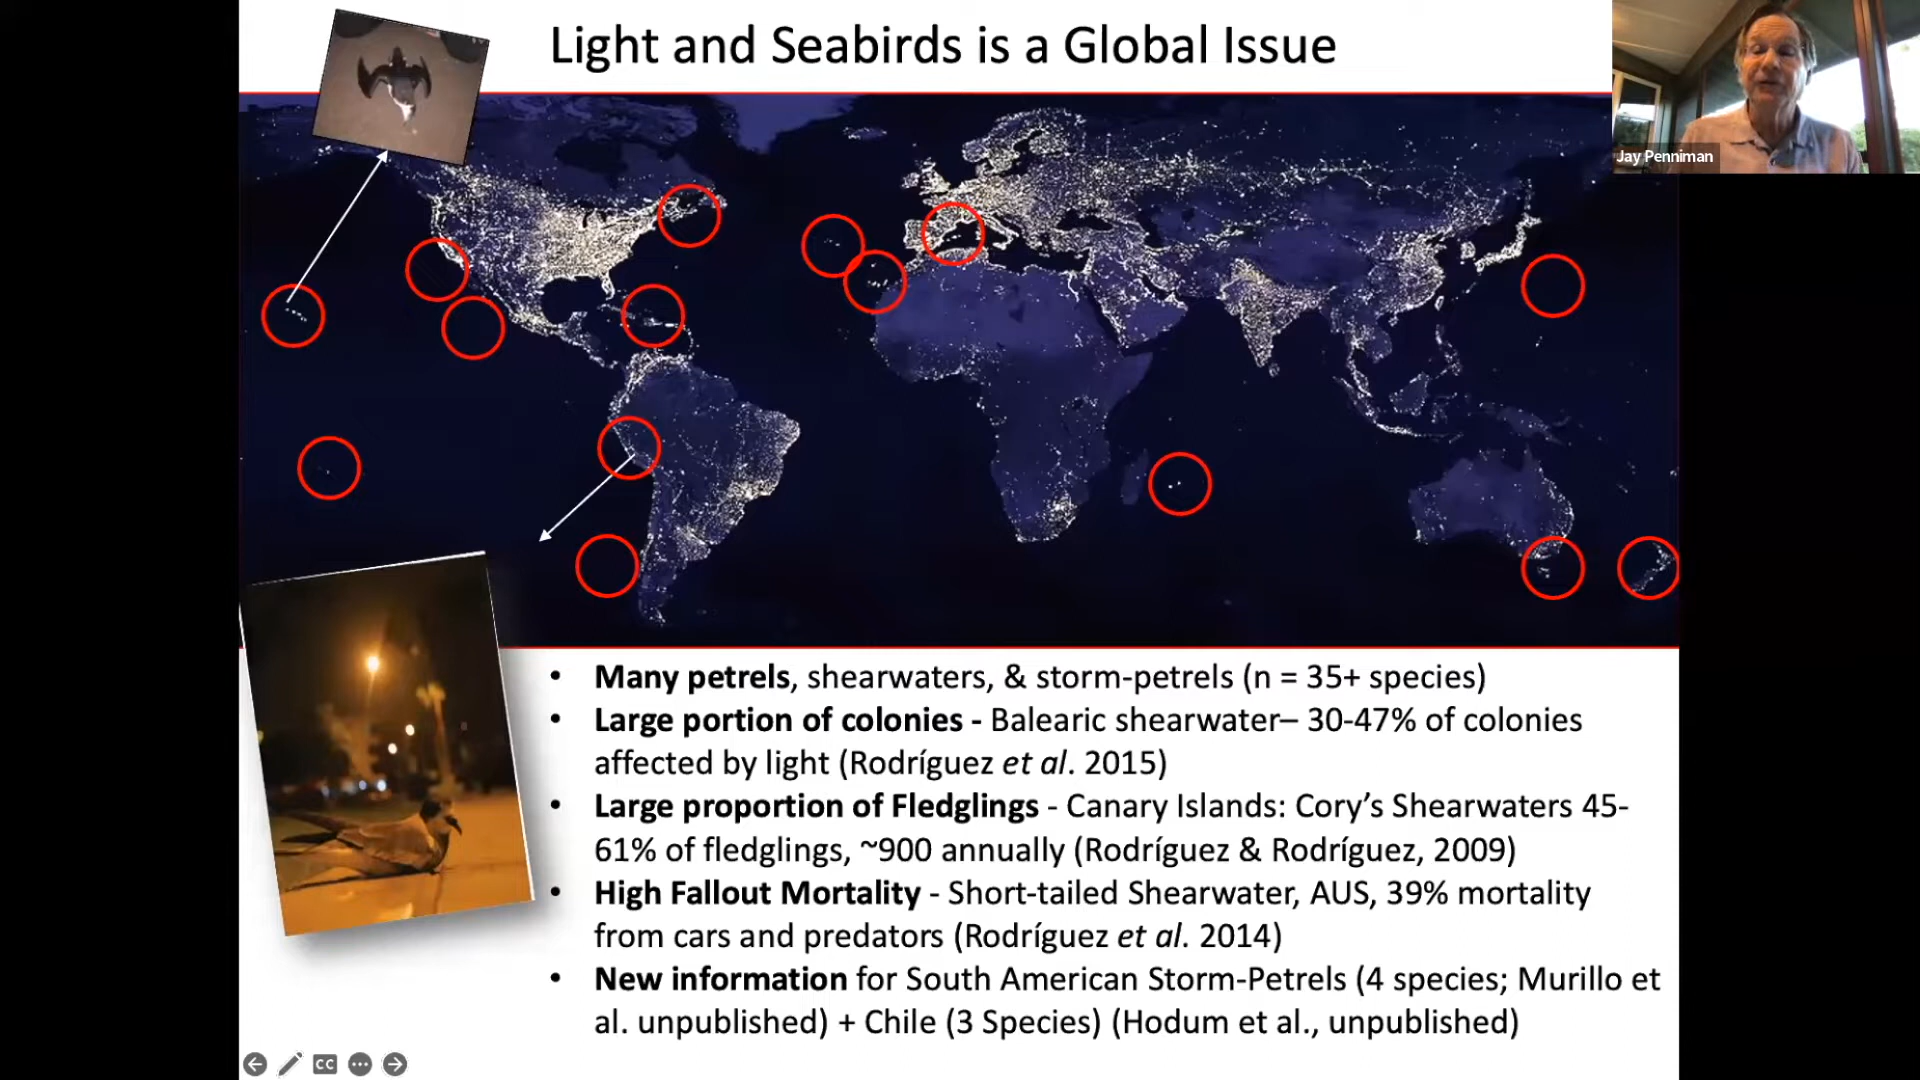 Light and Seabirds is a Global Issue
Jay Penniman
• Many petrels, shearwaters, & storm-petrels (n = 35+ species)
• Large portion of colonies - Balearic shearwater– 30-47% of colonies
affected by light (Rodríguez et al. 2015)
• Large proportion of Fledglings - Canary Islands: Cory’s Shearwaters 45-
61% of fledglings, ~900 annually (Rodríguez & Rodríguez, 2009)
• High Fallout Mortality - Short-tailed Shearwater, AUS, 39% mortality
from cars and predators (Rodríguez et al. 2014)
• New information for South American Storm-Petrels (4 species; Murillo et
al. unpublished) + Chile (3 Species) (Hodum et al., unpublished)
CC